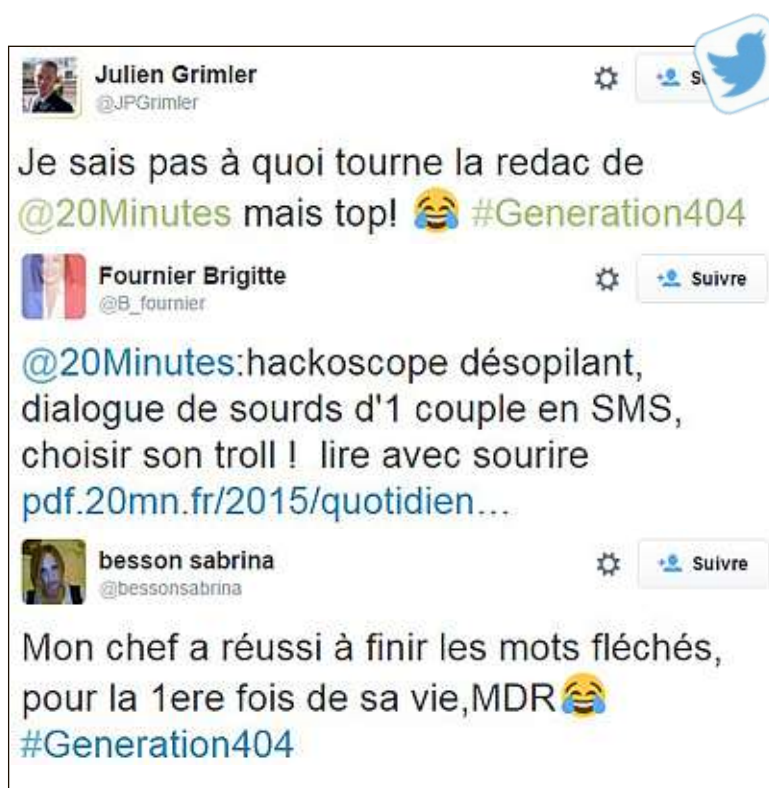 Julien Grimler
@JPGrimler
Je sais pas à quoi tourne la redac de
@20Minutes mais top! 😂 #Generation404
Fournier Brigitte
Suivre
@B_fournier
@20Minutes:hackoscope désopilant,
dialogue de sourds d'1 couple en SMS,
choisir son troll ! lire avec sourire
pdf.20mn.fr/2015/quotidien...
besson sabrina
Suivre
@bessonsabrina
Mon chef a réussi à finir les mots fléchés,
pour la 1ere fois de sa vie,MDR😂
#Generation404